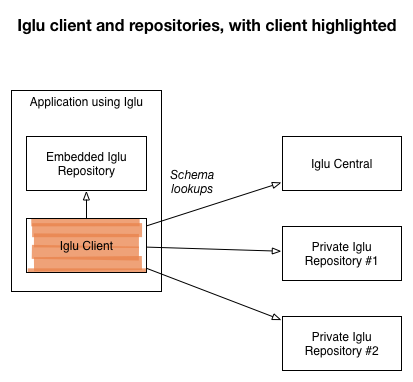 Iglu client and repositories, with client highlighted
Application using Iglu
Embedded Iglu
Repository
Schema
lookups
Iglu Client
Iglu Central
Private Iglu
Repository #1
Private Iglu
Repository #2